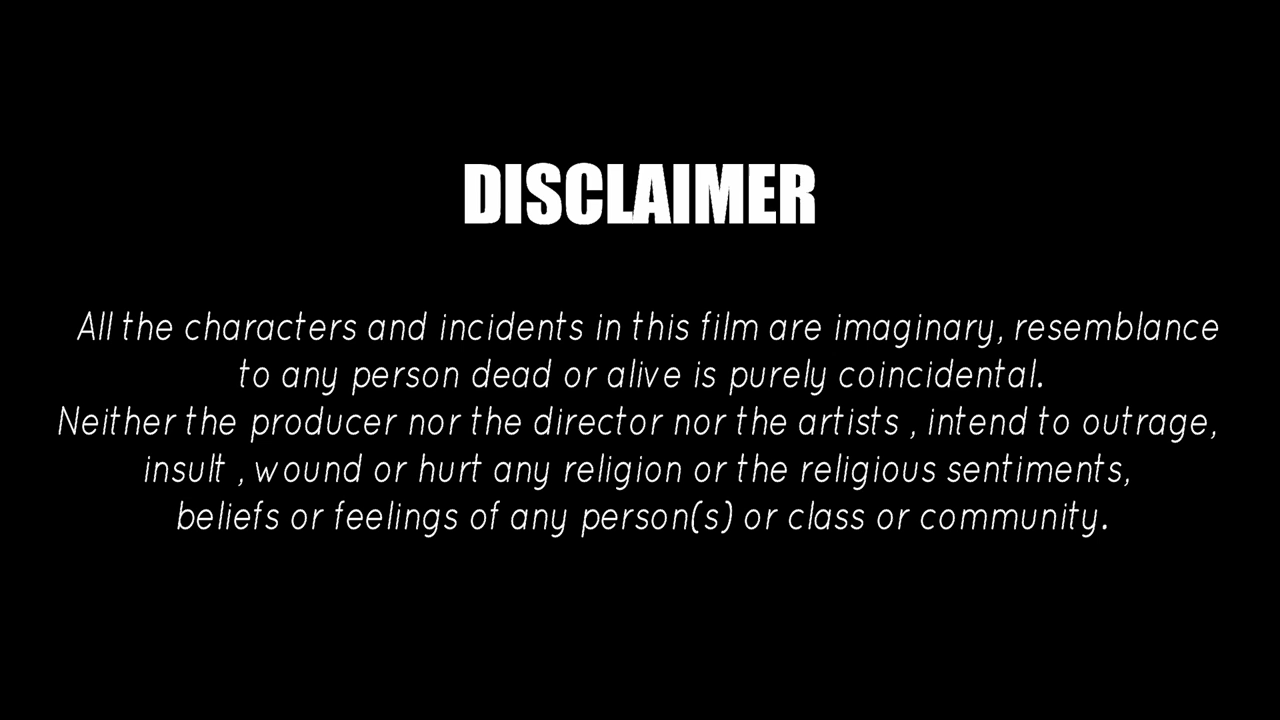 DISCLAIMER
All the characters and incidents in this film are imaginary, resemblance
to any person dead or alive is purely coincidental.
Neither the producer nor the director nor the artists , intend to outrage,
insult , wound or hurt any religion or the religious sentiments,
beliefs or feelings of any person(s) or class or community.